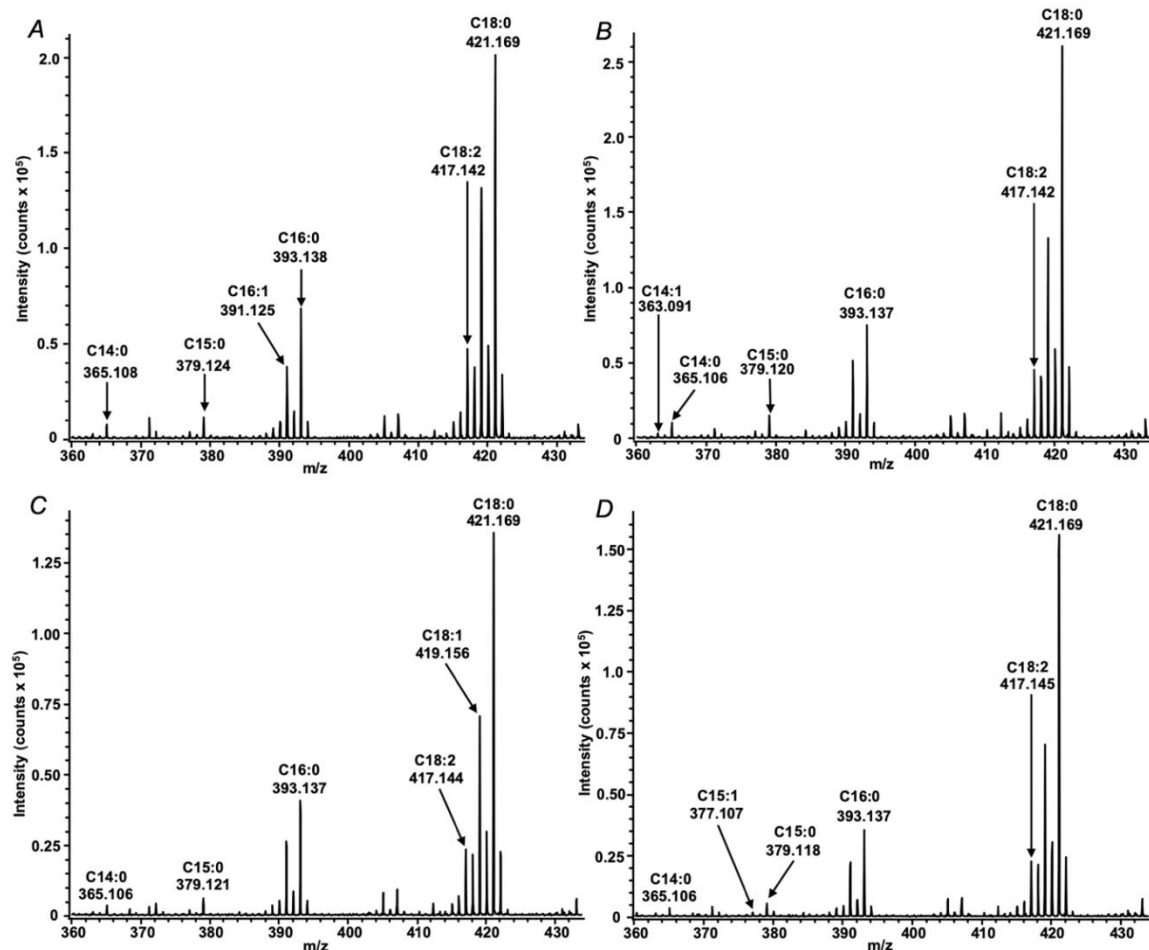 A
C18:0
421.169
2.0
C18:2
417.142
1.5
C16:0
393.138
1.0
C16:1
391.125
C15:0
379.124
C14:0
365.108
0.5
0
360 370 380 390 400 410 420 430
m/z
Intensity (counts x 10⁵)
B
C18:0
421.169
2.5
C18:2
417.142
2.0
1.5
C16:0
393.137
C14:1
363.091
1.0
C15:0
379.120
C14:0
365.106
0.5
0
360 370 380 390 400 410 420 430
m/z
Intensity (counts x 10⁵)
C
C18:0
421.169
1.25
1.00
C18:1
419.156
0.75
C18:2
417.144
C16:0
393.137
0.50
0.25
C15:0
379.121
C14:0
365.106
0
360 370 380 390 400 410 420 430
m/z
Intensity (counts x 10⁵)
D
C18:0
421.169
1.50
1.25
C18:2
417.145
1.00
0.75
C16:0
393.137
C15:1
377.107
0.50
C15:0
379.118
0.25
C14:0
365.106
0
360 370 380 390 400 410 420 430
m/z
Intensity (counts x 10⁵)